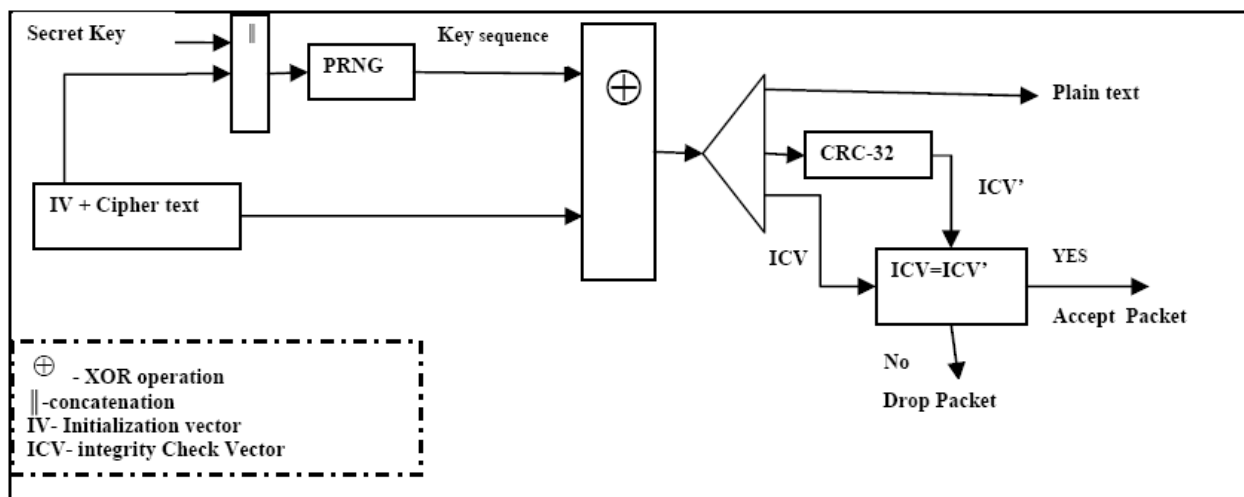 Secret Key
||
PRNG
Key sequence
⊕
Plain text
CRC-32
IV + Cipher text
ICV’
ICV
ICV=ICV’
YES
Accept Packet
No
Drop Packet
⊕ - XOR operation
||-concatenation
IV- Initialization vector
ICV- integrity Check Vector